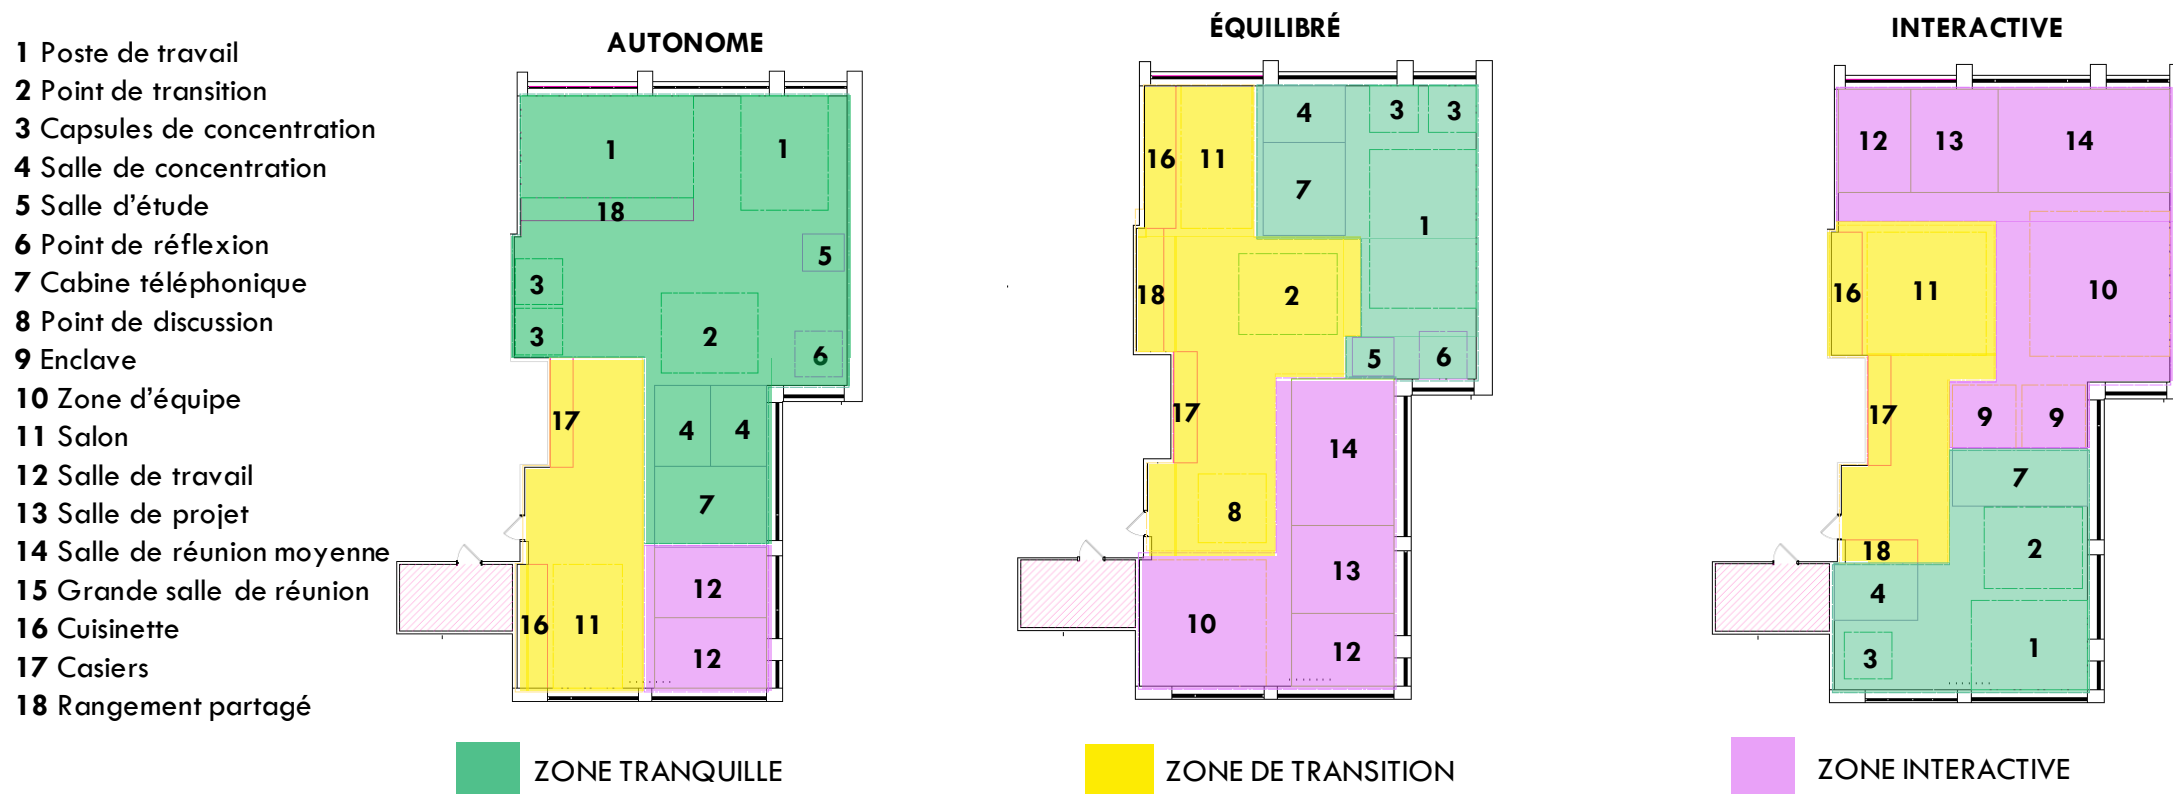 1 Poste de travail
2 Point de transition
3 Capsules de concentration
4 Salle de concentration
5 Salle d'étude
6 Point de réflexion
7 Cabine téléphonique
8 Point de discussion
9 Enclave
10 Zone d'équipe
11 Salon
12 Salle de travail
13 Salle de projet
14 Salle de réunion moyenne
15 Grande salle de réunion
16 Cuisinette
17 Casiers
18 Rangement partagé
AUTONOME
1
1
18
5
3
3
2
6
17
4
4
7
12
16
11
12
ÉQUILIBRÉ
4
3
3
16
11
7
1
18
2
5
6
17
14
8
13
10
12
INTERACTIVE
12
13
14
16
11
10
17
9
9
7
18
2
4
3
1
ZONE TRANQUILLE
ZONE DE TRANSITION
ZONE INTERACTIVE